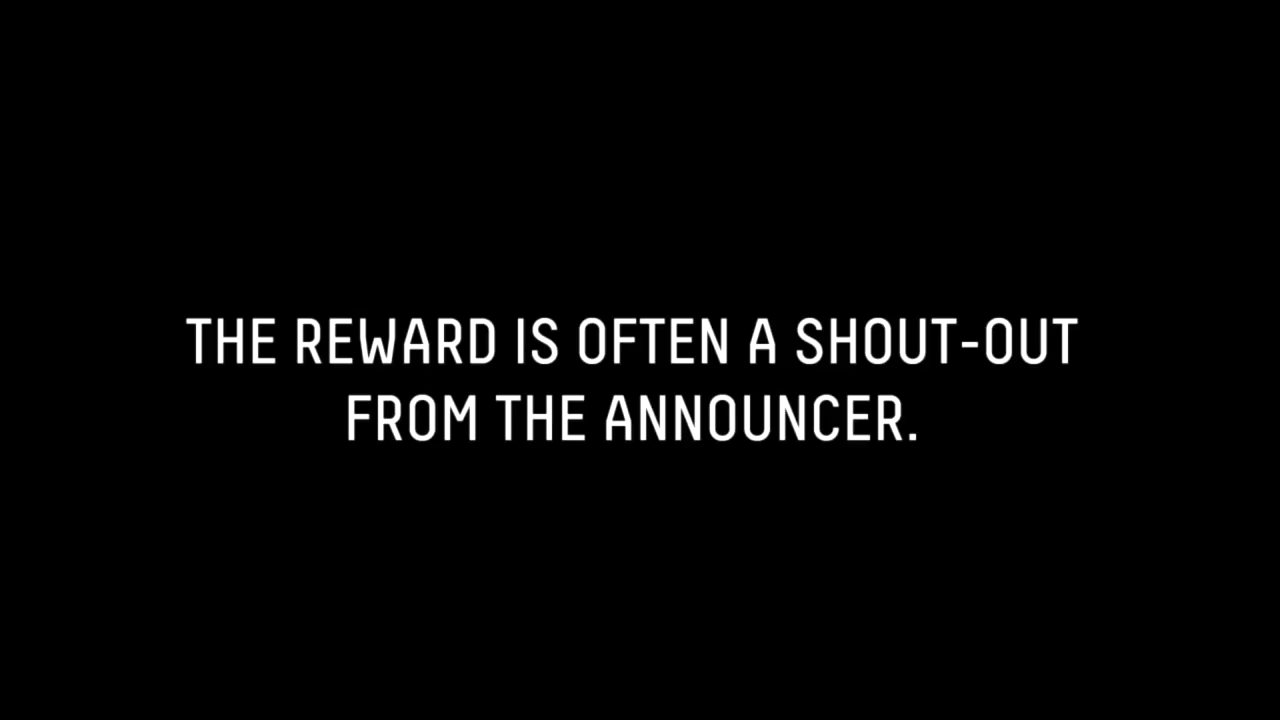 THE REWARD IS OFTEN A SHOUT-OUT
FROM THE ANNOUNCER.